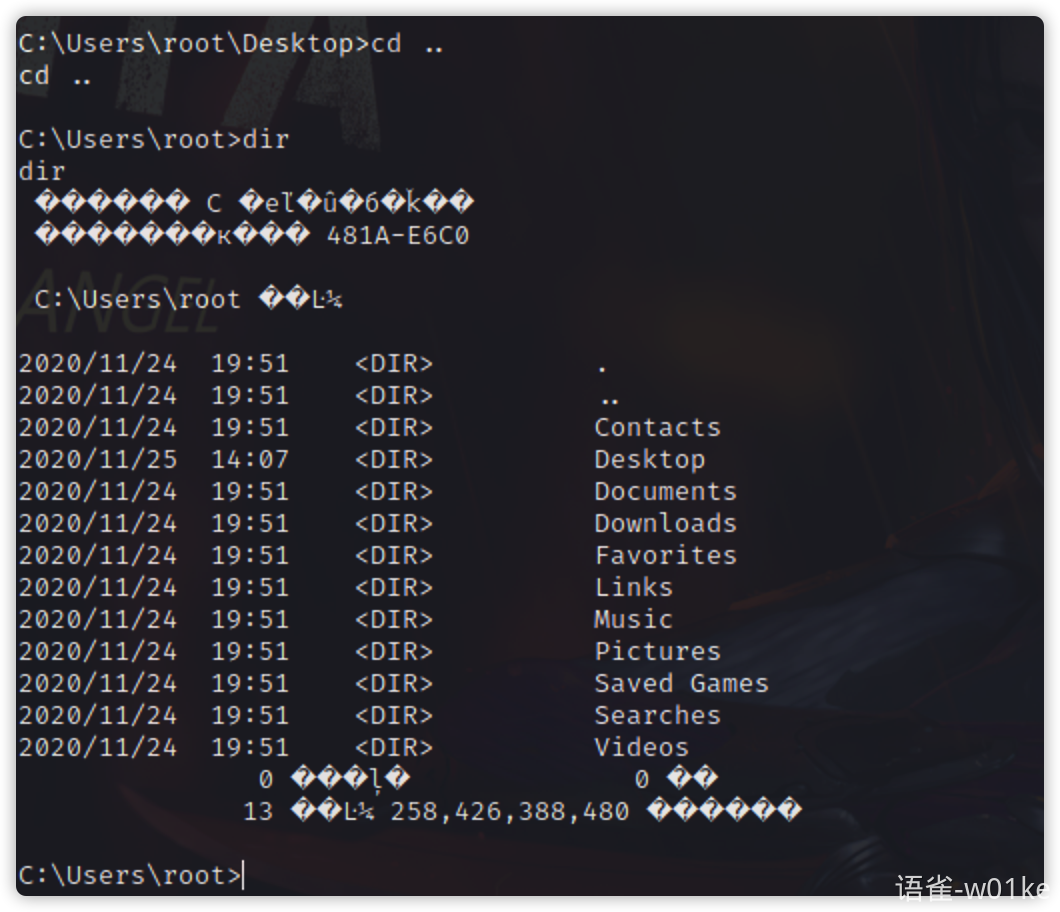 C:\Users\root\Desktop>cd ..
cd ..
C:\Users\root>dir
dir
������ C �eľ�û�б�ǩ��
�������к��� 481A-E6C0
C:\Users\root ��Ŀ¼
2020/11/24  19:51    <DIR>          .
2020/11/24  19:51    <DIR>          ..
2020/11/24  19:51    <DIR>          Contacts
2020/11/25  14:07    <DIR>          Desktop
2020/11/24  19:51    <DIR>          Documents
2020/11/24  19:51    <DIR>          Downloads
2020/11/24  19:51    <DIR>          Favorites
2020/11/24  19:51    <DIR>          Links
2020/11/24  19:51    <DIR>          Music
2020/11/24  19:51    <DIR>          Pictures
2020/11/24  19:51    <DIR>          Saved Games
2020/11/24  19:51    <DIR>          Searches
2020/11/24  19:51    <DIR>          Videos
0 ���ļ� 0 ��
13 ��Ŀ¼ 258,426,388,480 ������
C:\Users\root>
ANGEL
语雀-w01ke